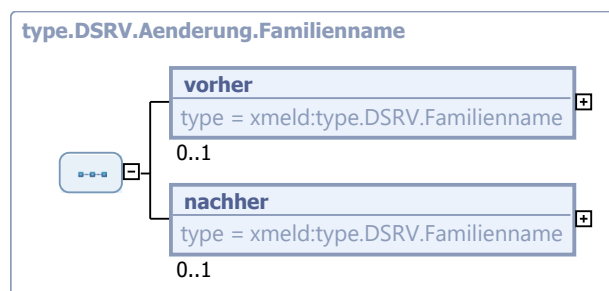 type.DSRV.Aenderung.Familienname
vorher
type = xmeld:type.DSRV.Familienname
0..1
nachher
type = xmeld:type.DSRV.Familienname
0..1